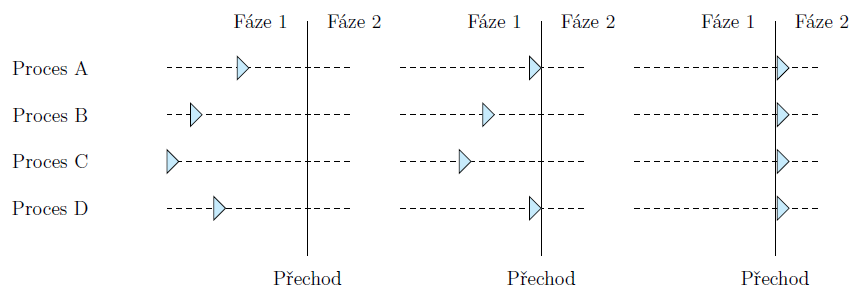 Fáze 1 Fáze 2 Fáze 1 Fáze 2 Fáze 1 Fáze 2
Proces A
Proces B
Proces C
Proces D
Přechod Přechod Přechod